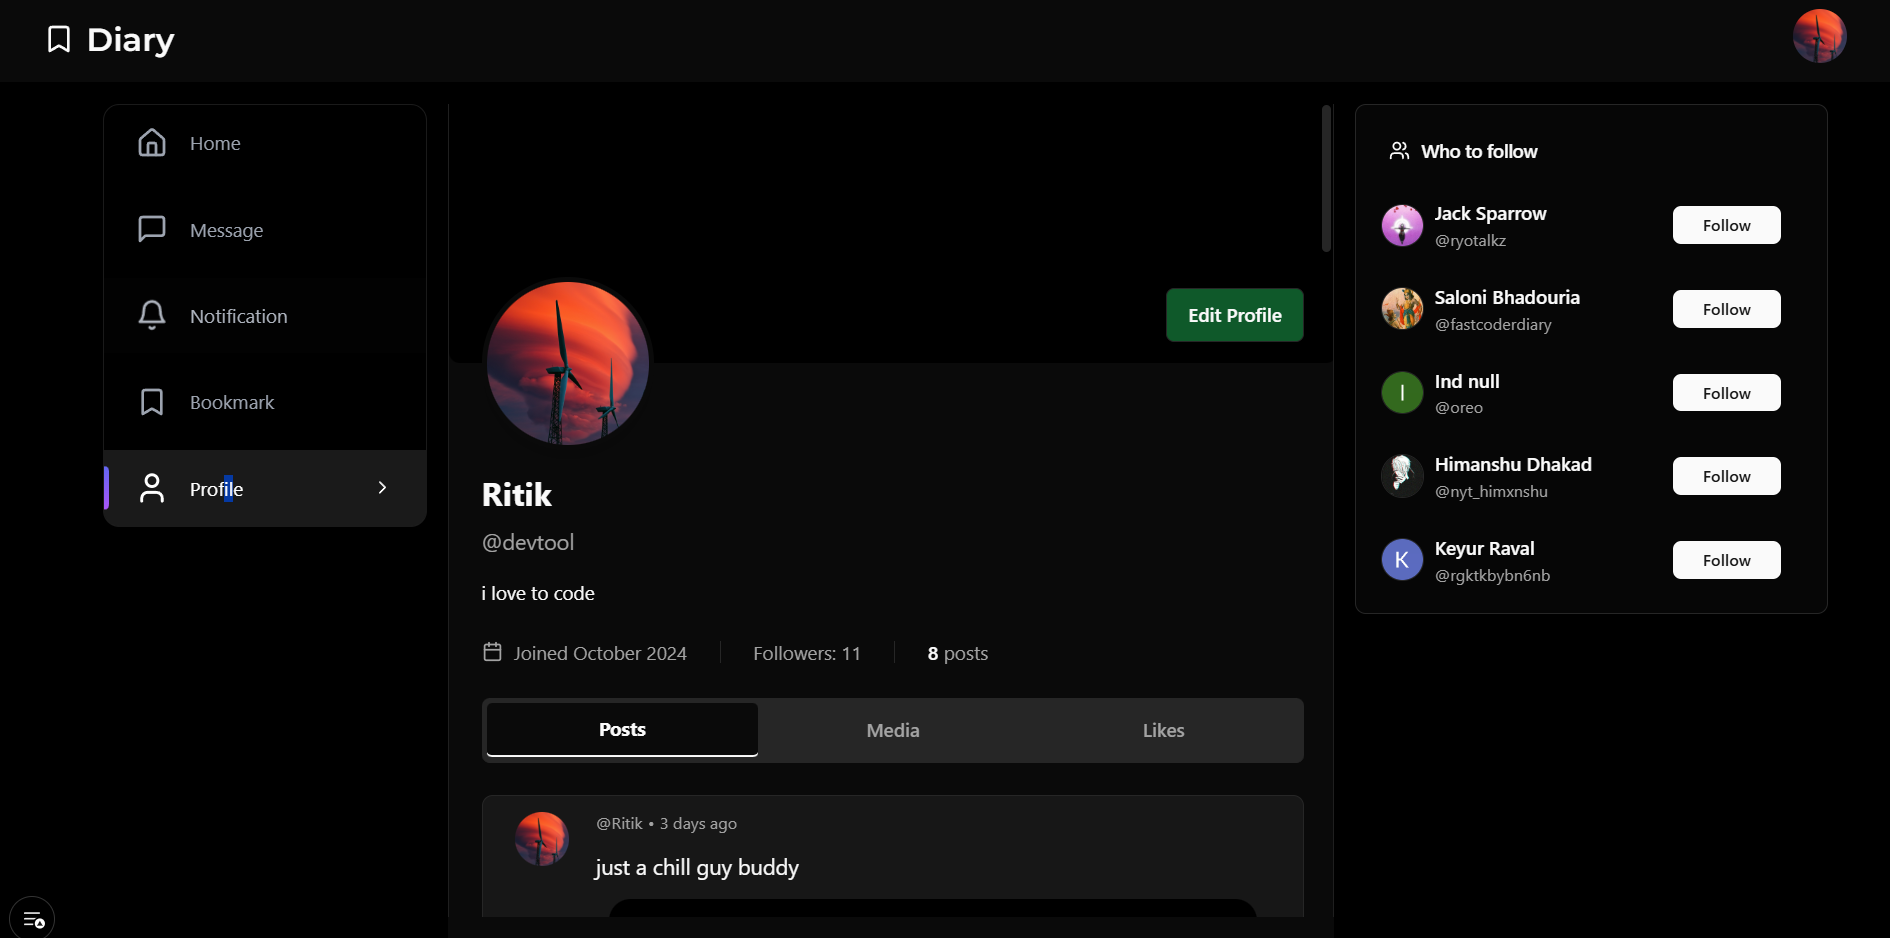 Diary
Home
Message
Notification
Bookmark
Profile
Edit Profile
Ritik
@devtool
i love to code
Joined October 2024
Followers: 11
8 posts
Posts
Media
Likes
@Ritik • 3 days ago
just a chill guy buddy
Who to follow
Jack Sparrow
@ryotalkz
Follow
Saloni Bhadouria
@fastcoderdiary
Follow
I
Ind null
@oreo
Follow
Himanshu Dhakad
@nyt_himxnshu
Follow
K
Keyur Raval
@rgktkbybn6nb
Follow